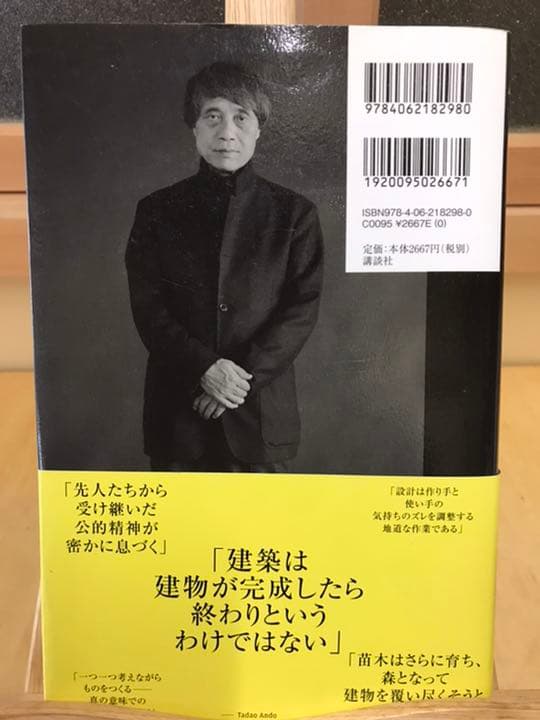 9784062182980
1920095026671
ISBN978-4-06-218298-0
C0095 ¥2667E (0)
定価:本体2667円(税別)
講談社
「先人たちから
受け継いだ
公的精神が
密かに息づく」
「設計は作り手と
使い手の
気持ちのズレを調整する
地道な作業である」
「建築は
建物が完成したら
終わりという
わけではない」
「一つ一つ考えながら
ものをつくる——
真の意味での
「苗木はさらに育ち、
森となって
建物を覆い尽くそうと
— Tadao Ando